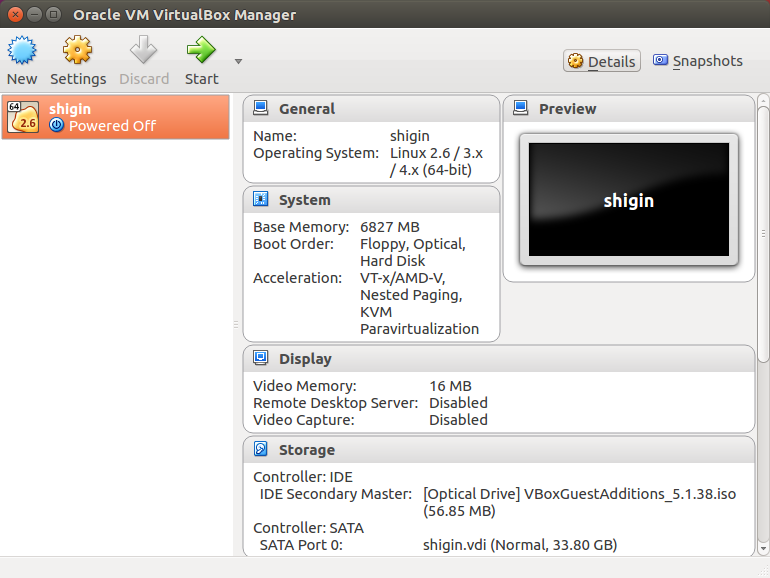 Oracle VM VirtualBox Manager
New Settings Discard Start
Details Snapshots
64
2.6
shigin
Powered Off
General
Name: shigin
Operating System: Linux 2.6 / 3.x
/ 4.x (64-bit)
System
Base Memory: 6827 MB
Boot Order: Floppy, Optical,
Hard Disk
Acceleration: VT-x/AMD-V,
Nested Paging,
KVM
Paravirtualization
Preview
shigin
Display
Video Memory: 16 MB
Remote Desktop Server: Disabled
Video Capture: Disabled
Storage
Controller: IDE
IDE Secondary Master: [Optical Drive] VBoxGuestAdditions_5.1.38.iso
(56.85 MB)
Controller: SATA
SATA Port 0: shigin.vdi (Normal, 33.80 GB)